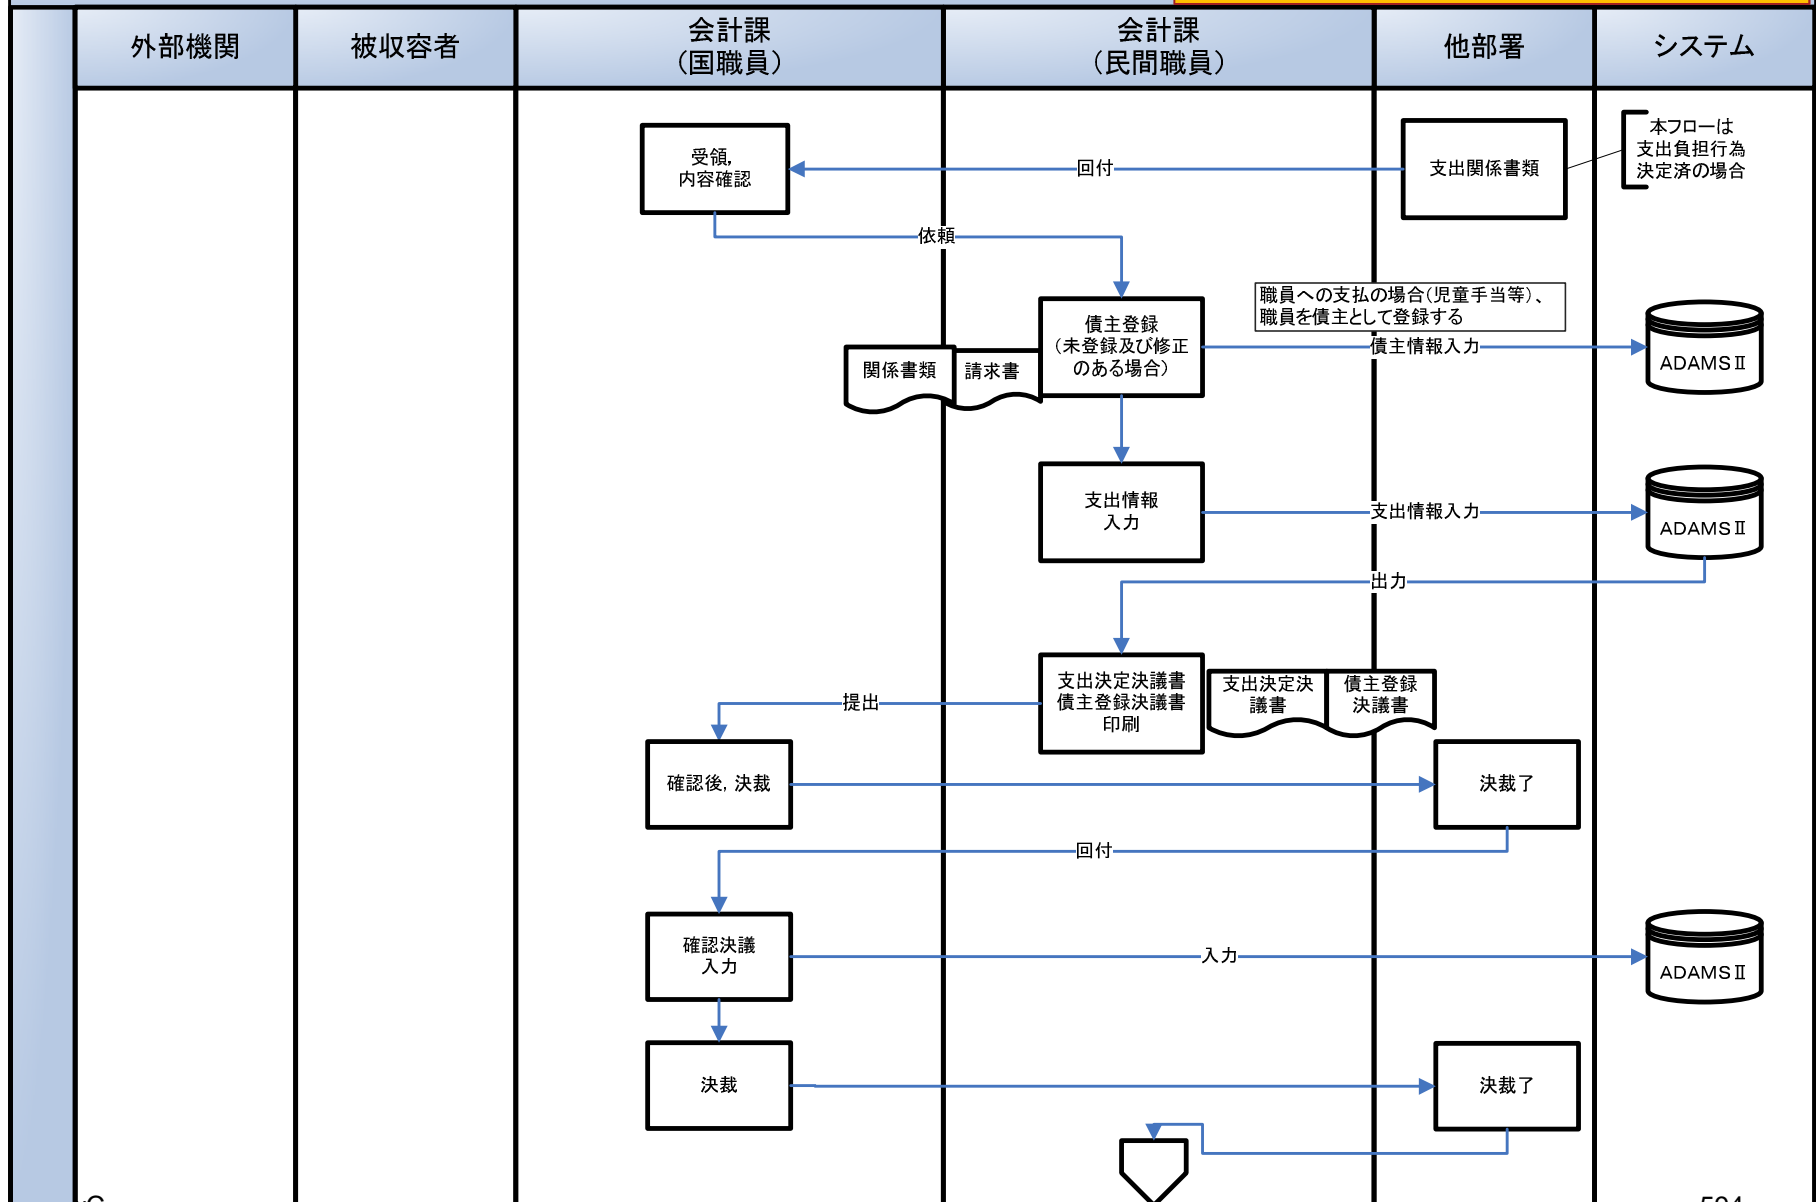 外部機関
被収容者
会計課
（国職員）
会計課
（民間職員）
他部署
システム
受領,
内容確認
回付
支出関係書類
本フローは
支出負担行為
決定済の場合
依頼
職員への支払の場合(児童手当等)、
職員を債主として登録する
債主登録
（未登録及び修正
のある場合）
債主情報入力
ADAMSⅡ
関係書類
請求書
支出情報
入力
支出情報入力
ADAMSⅡ
出力
支出決定決議書
債主登録決議書
印刷
支出決定決
議書
債主登録
決議書
提出
確認後, 決裁
決裁了
回付
確認決議
入力
入力
ADAMSⅡ
決裁
決裁了